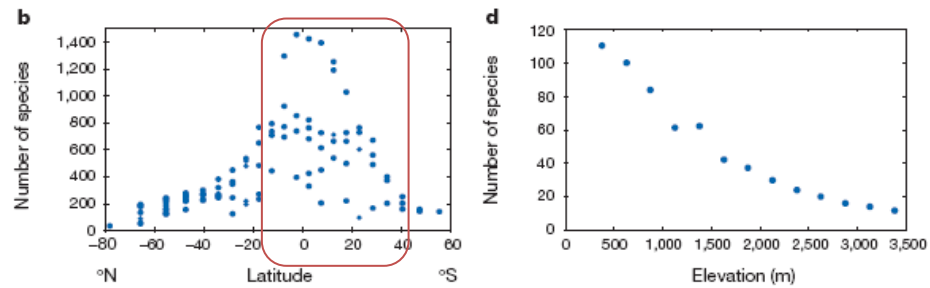 b
Number of species
1,400
1,200
1,000
800
600
400
200
0
–80 –60 –40 –20 0 20 40 60
°N Latitude °S
d
Number of species
120
100
80
60
40
20
0
0 500 1,000 1,500 2,000 2,500 3,000 3,500
Elevation (m)